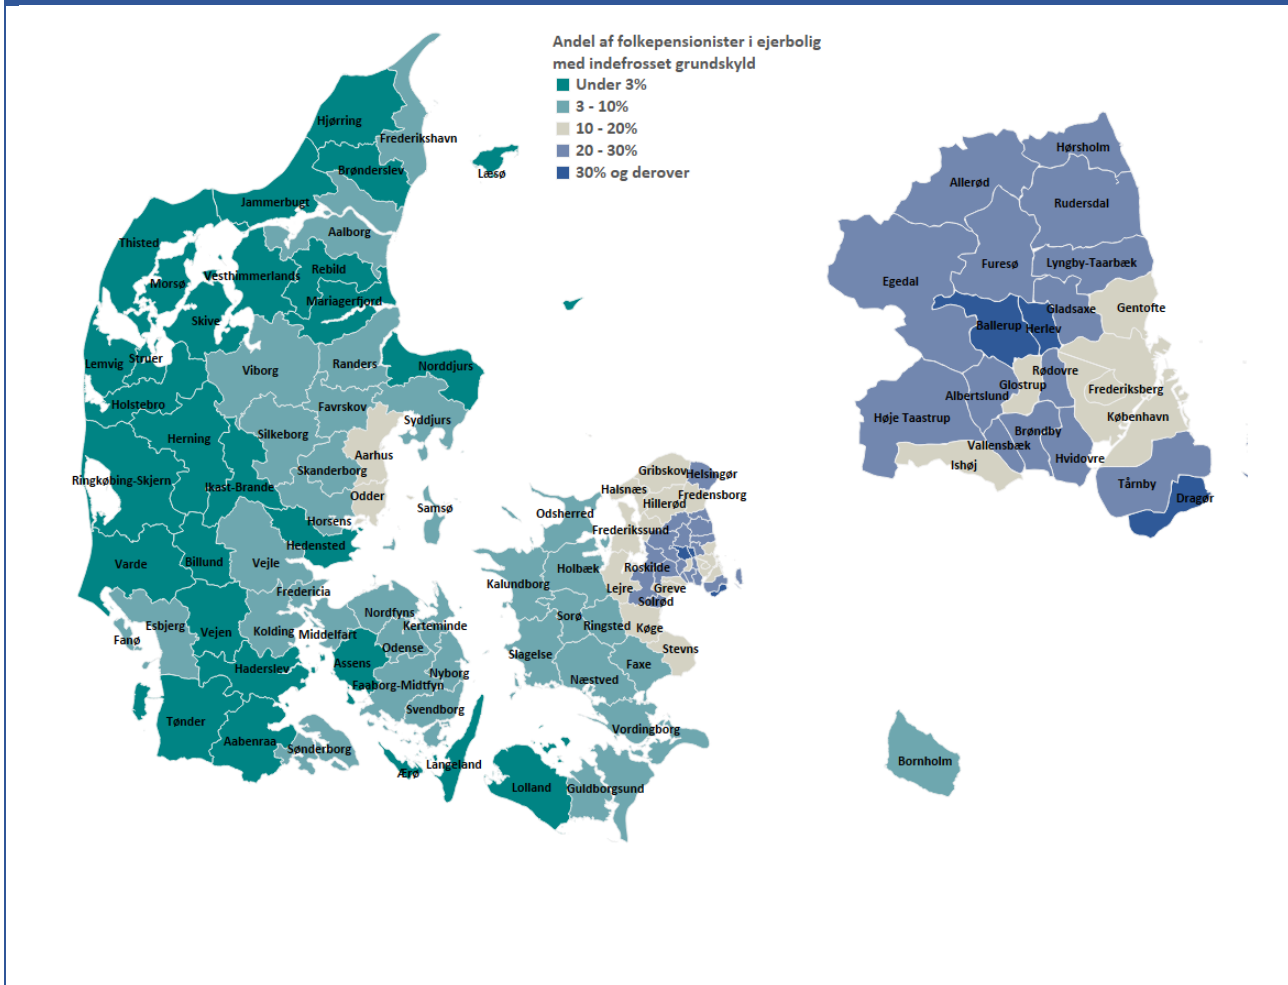 Andel af folkepensionister i ejerbolig
med indefrosset grundskyld
Under 3%
3 - 10%
10 - 20%
20 - 30%
30% og derover
Hjørring
Frederikshavn
Brønderslev
Læsø
Jammerbugt
Aalborg
Thisted
Vesthimmerlands
Rebild
Morsø
Mariagerfjord
Skive
Struer
Lemvig
Viborg
Randers
Norddjurs
Holstebro
Favrskov
Syddjurs
Herning
Silkeborg
Aarhus
Skanderborg
Ringkøbing-Skjern
Ikast-Brande
Odder
Samsø
Horsens
Hedensted
Varde
Billund
Vejle
Fredericia
Esbjerg
Fanø
Vejen
Kolding
Middelfart
Nordfyns
Kerteminde
Odense
Haderslev
Assens
Nyborg
Faaborg-Midtfyn
Svendborg
Tønder
Aabenraa
Sønderborg
Ærø
Langeland
Gribskov
Helsingør
Halsnæs
Hillerød
Fredensborg
Odsherred
Frederikssund
Holbæk
Roskilde
Kalundborg
Lejre
Greve
Solrød
Sorø
Ringsted
Køge
Stevns
Slagelse
Faxe
Næstved
Vordingborg
Lolland
Guldborgsund
Hørsholm
Allerød
Rudersdal
Furesø
Lyngby-Taarbæk
Egedal
Gladsaxe
Gentofte
Ballerup
Herlev
Rødovre
Glostrup
Albertslund
Frederiksberg
Høje Taastrup
København
Brøndby
Vallensbæk
Hvidovre
Ishøj
Tårnby
Dragør
Bornholm